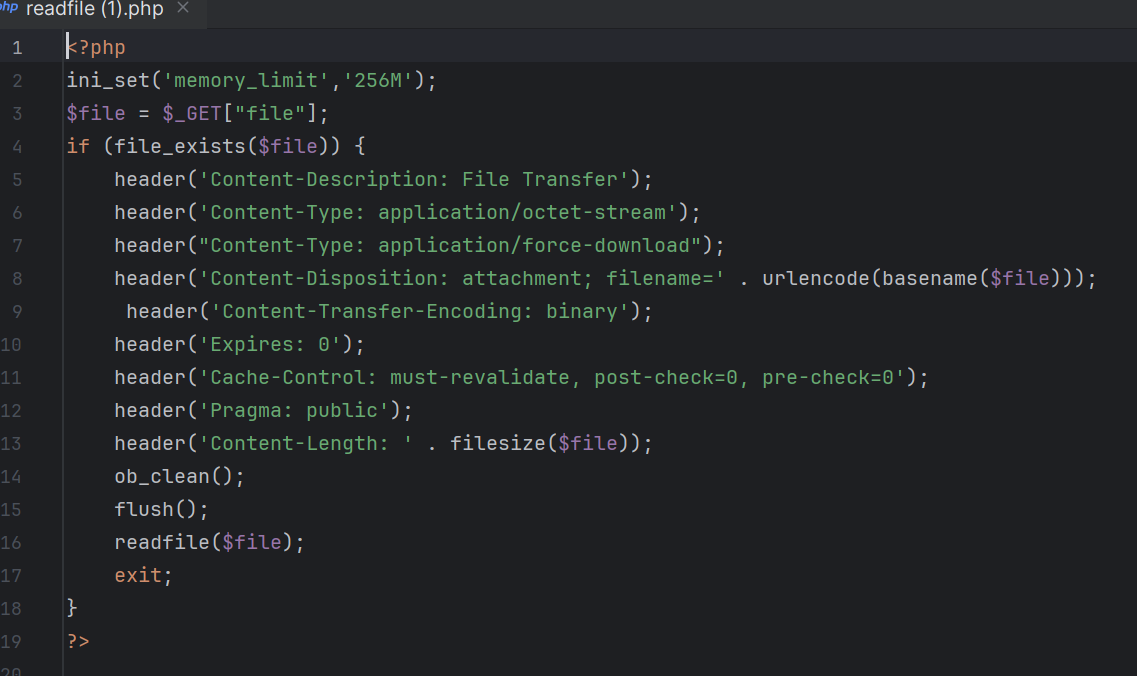 php readfile (1).php ×
1 <?php
2 ini_set('memory_limit','256M');
3 $file = $_GET["file"];
4 if (file_exists($file)) {
5     header('Content-Description: File Transfer');
6     header('Content-Type: application/octet-stream');
7     header("Content-Type: application/force-download");
8     header('Content-Disposition: attachment; filename=' . urlencode(basename($file)));
9      header('Content-Transfer-Encoding: binary');
10     header('Expires: 0');
11     header('Cache-Control: must-revalidate, post-check=0, pre-check=0');
12     header('Pragma: public');
13     header('Content-Length: ' . filesize($file));
14     ob_clean();
15     flush();
16     readfile($file);
17     exit;
18 }
19 ?>
20